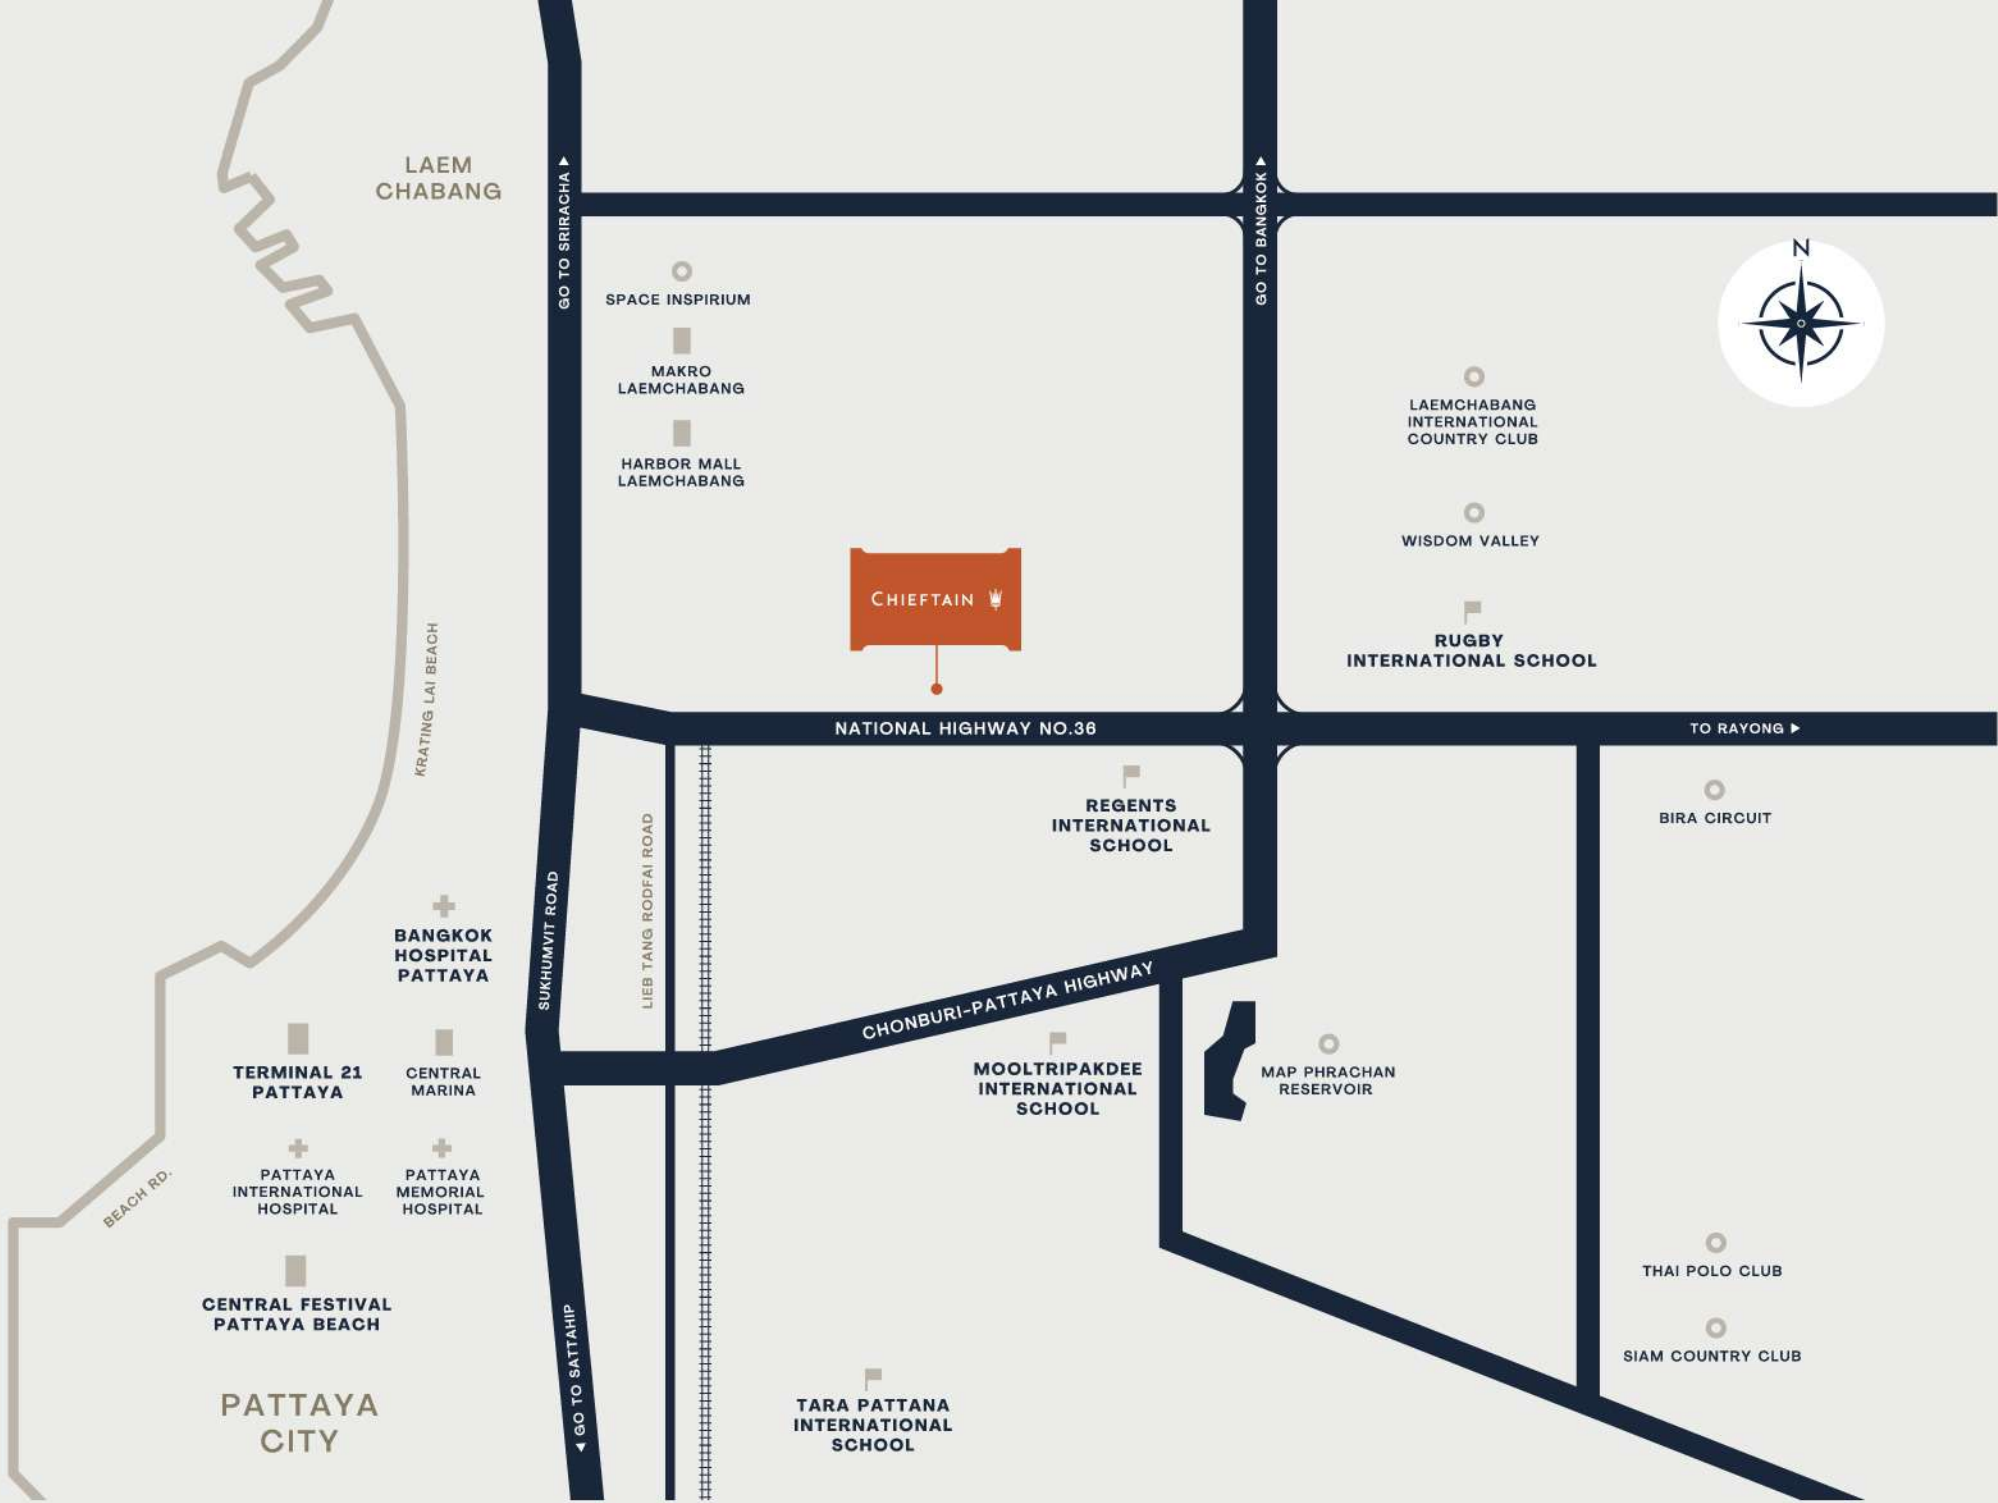 LAEM
CHABANG
GO TO SRIRACHA ▶
GO TO BANGKOK ▶
N
SPACE INSPIRIUM
MAKRO
LAEMCHABANG
HARBOR MALL
LAEMCHABANG
LAEMCHABANG
INTERNATIONAL
COUNTRY CLUB
WISDOM VALLEY
CHIEFTAIN
RUGBY
INTERNATIONAL SCHOOL
KRATING LAI BEACH
NATIONAL HIGHWAY NO.36
TO RAYONG ▶
REGENTS
INTERNATIONAL
SCHOOL
BIRA CIRCUIT
SUKHUMVIT ROAD
LIEB TANG RODFAI ROAD
BANGKOK
HOSPITAL
PATTAYA
CHONBURI-PATTAYA HIGHWAY
TERMINAL 21
PATTAYA
CENTRAL
MARINA
MOOLTRIPAKDEE
INTERNATIONAL
SCHOOL
MAP PHRACHAN
RESERVOIR
BEACH RD.
PATTAYA
INTERNATIONAL
HOSPITAL
PATTAYA
MEMORIAL
HOSPITAL
CENTRAL FESTIVAL
PATTAYA BEACH
THAI POLO CLUB
SIAM COUNTRY CLUB
◀ GO TO SATTAHIP
PATTAYA
CITY
TARA PATTANA
INTERNATIONAL
SCHOOL